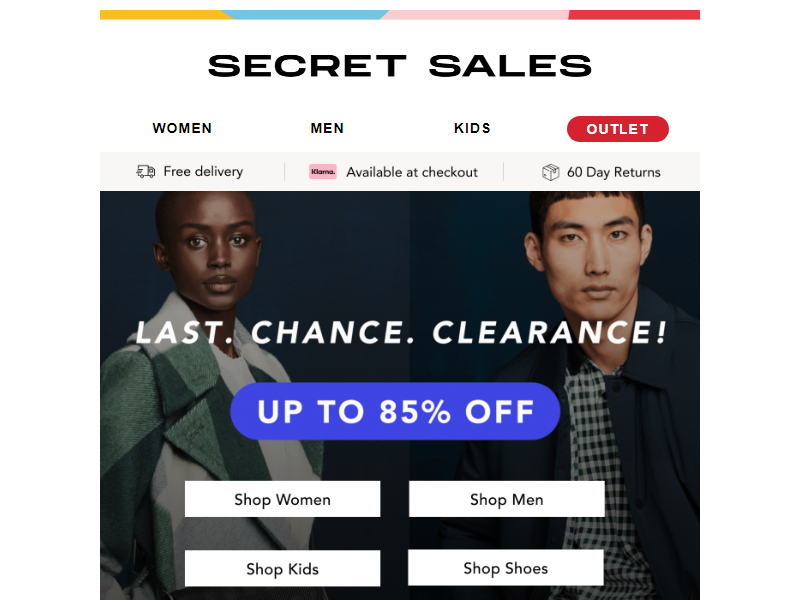 SECRET SALES
WOMEN MEN KIDS OUTLET
Free delivery Klarna. Available at checkout 60 Day Returns
LAST. CHANCE. CLEARANCE!
UP TO 85% OFF
Shop Women Shop Men
Shop Kids Shop Shoes